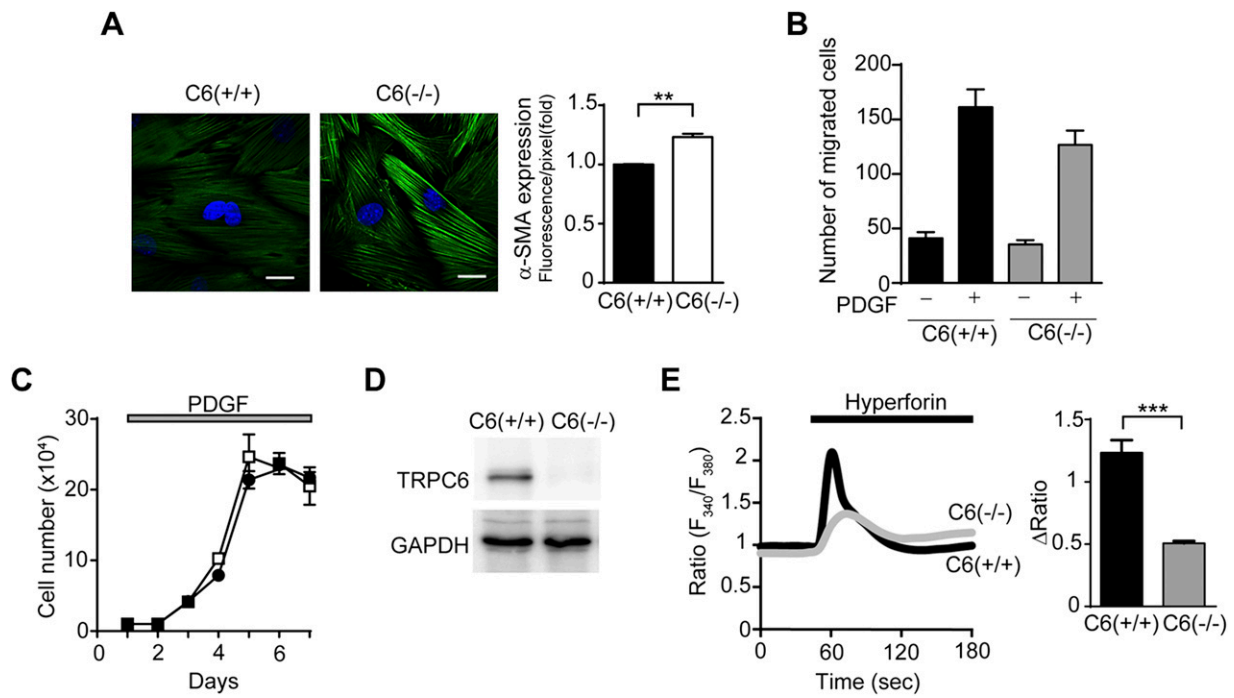 A
C6(+/+)
C6(-/-)
α-SMA expression
Fluorescence/pixel(fold)
1.5
1.0
0.5
0
**
C6(+/+) C6(-/-)
B
Number of migrated cells
200
150
100
50
0
PDGF
− + − +
C6(+/+) C6(-/-)
C
PDGF
Cell number (x10⁴)
30
20
10
0
0 2 4 6
Days
D
C6(+/+) C6(-/-)
TRPC6
GAPDH
E
Hyperforin
Ratio (F340/F380)
2.5
2
1.5
1
0.5
0
C6(-/-)
C6(+/+)
0 60 120 180
Time (sec)
ΔRatio
1.5
1
0.5
0
***
C6(+/+) C6(-/-)